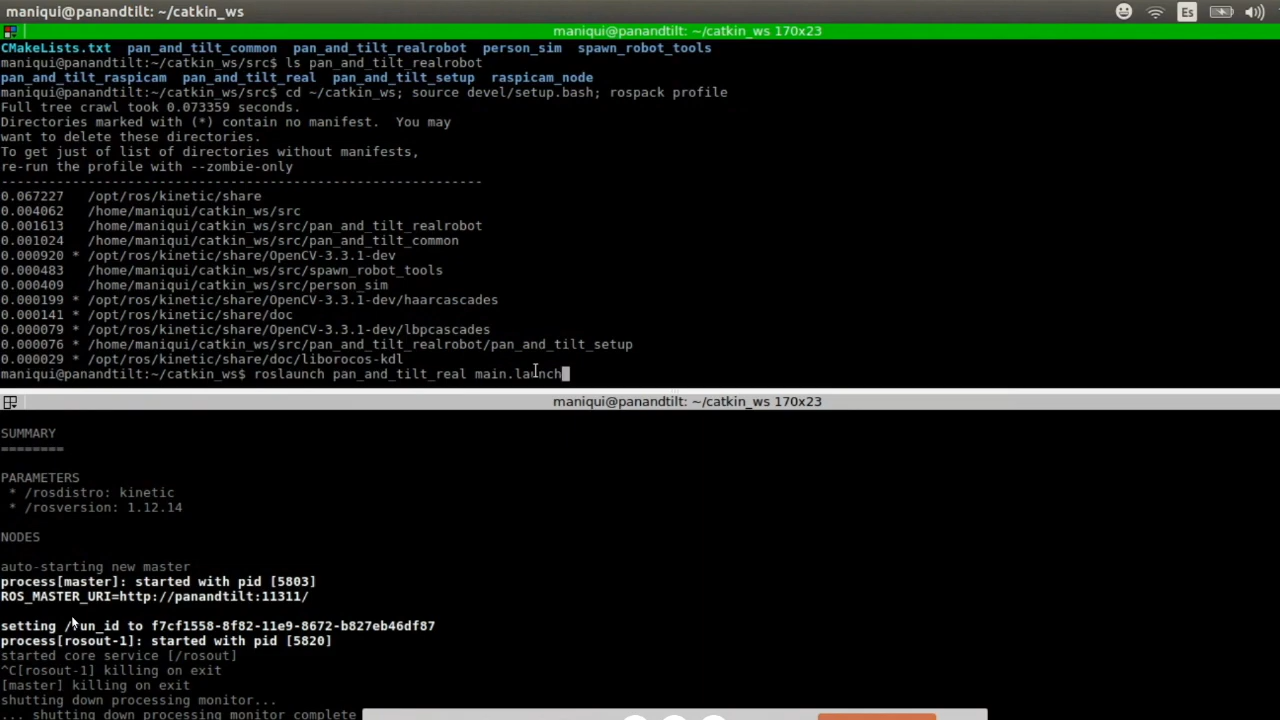 maniqui@panandtilt: ~/catkin_ws
Es
maniqui@panandtilt: ~/catkin_ws 170x23
CMakeLists.txt  pan_and_tilt_common  pan_and_tilt_realrobot  person_sim  spawn_robot_tools
maniqui@panandtilt:~/catkin_ws/src$ ls pan_and_tilt_realrobot
pan_and_tilt_raspicam  pan_and_tilt_real  pan_and_tilt_setup  raspicam_node
maniqui@panandtilt:~/catkin_ws/src$ cd ~/catkin_ws; source devel/setup.bash; rospack profile
Full tree crawl took 0.073359 seconds.
Directories marked with (*) contain no manifest.  You may
want to delete these directories.
To get just of list of directories without manifests,
re-run the profile with --zombie-only
-------------------------------------------------------------
0.067227   /opt/ros/kinetic/share
0.004062   /home/maniqui/catkin_ws/src
0.001613   /home/maniqui/catkin_ws/src/pan_and_tilt_realrobot
0.001024   /home/maniqui/catkin_ws/src/pan_and_tilt_common
0.000920 * /opt/ros/kinetic/share/OpenCV-3.3.1-dev
0.000483   /home/maniqui/catkin_ws/src/spawn_robot_tools
0.000409   /home/maniqui/catkin_ws/src/person_sim
0.000199 * /opt/ros/kinetic/share/OpenCV-3.3.1-dev/haarcascades
0.000141 * /opt/ros/kinetic/share/doc
0.000079 * /opt/ros/kinetic/share/OpenCV-3.3.1-dev/lbpcascades
0.000076 * /home/maniqui/catkin_ws/src/pan_and_tilt_realrobot/pan_and_tilt_setup
0.000029 * /opt/ros/kinetic/share/doc/liborocos-kdl
maniqui@panandtilt:~/catkin_ws$ roslaunch pan_and_tilt_real main.launch
maniqui@panandtilt: ~/catkin_ws 170x23
SUMMARY
========
PARAMETERS
 * /rosdistro: kinetic
 * /rosversion: 1.12.14
NODES
auto-starting new master
process[master]: started with pid [5803]
ROS_MASTER_URI=http://panandtilt:11311/
setting /run_id to f7cf1558-8f82-11e9-8672-b827eb46df87
process[rosout-1]: started with pid [5820]
started core service [/rosout]
^C[rosout-1] killing on exit
[master] killing on exit
shutting down processing monitor...
... shutting down processing monitor complete